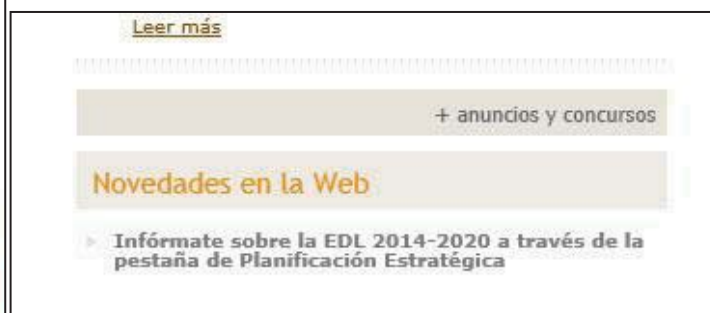 Leer más
+ anuncios y concursos
Novedades en la Web
Infórmate sobre la EDL 2014-2020 a través de la
pestaña de Planificación Estratégica